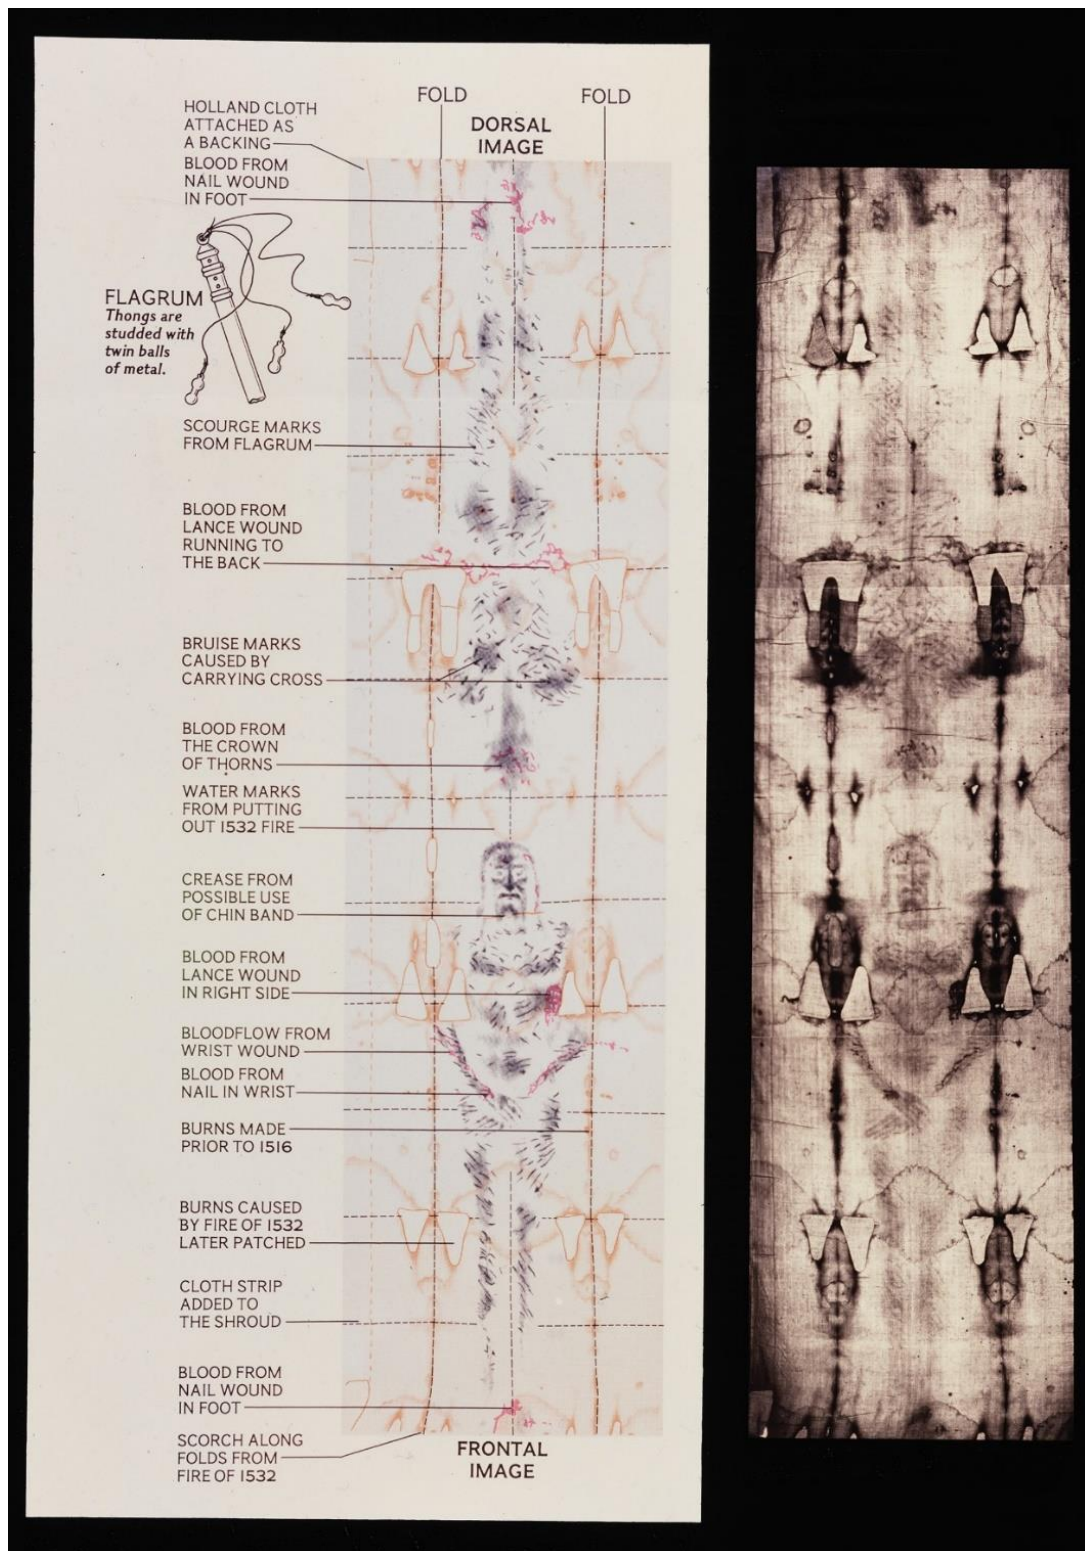 FOLD
FOLD
DORSAL
IMAGE
HOLLAND CLOTH
ATTACHED AS
A BACKING
BLOOD FROM
NAIL WOUND
IN FOOT
FLAGRUM
Thongs are
studded with
twin balls
of metal.
SCOURGE MARKS
FROM FLAGRUM
BLOOD FROM
LANCE WOUND
RUNNING TO
THE BACK
BRUISE MARKS
CAUSED BY
CARRYING CROSS
BLOOD FROM
THE CROWN
OF THORNS
WATER MARKS
FROM PUTTING
OUT 1532 FIRE
CREASE FROM
POSSIBLE USE
OF CHIN BAND
BLOOD FROM
LANCE WOUND
IN RIGHT SIDE
BLOODFLOW FROM
WRIST WOUND
BLOOD FROM
NAIL IN WRIST
BURNS MADE
PRIOR TO 1516
BURNS CAUSED
BY FIRE OF 1532
LATER PATCHED
CLOTH STRIP
ADDED TO
THE SHROUD
BLOOD FROM
NAIL WOUND
IN FOOT
SCORCH ALONG
FOLDS FROM
FIRE OF 1532
FRONTAL
IMAGE